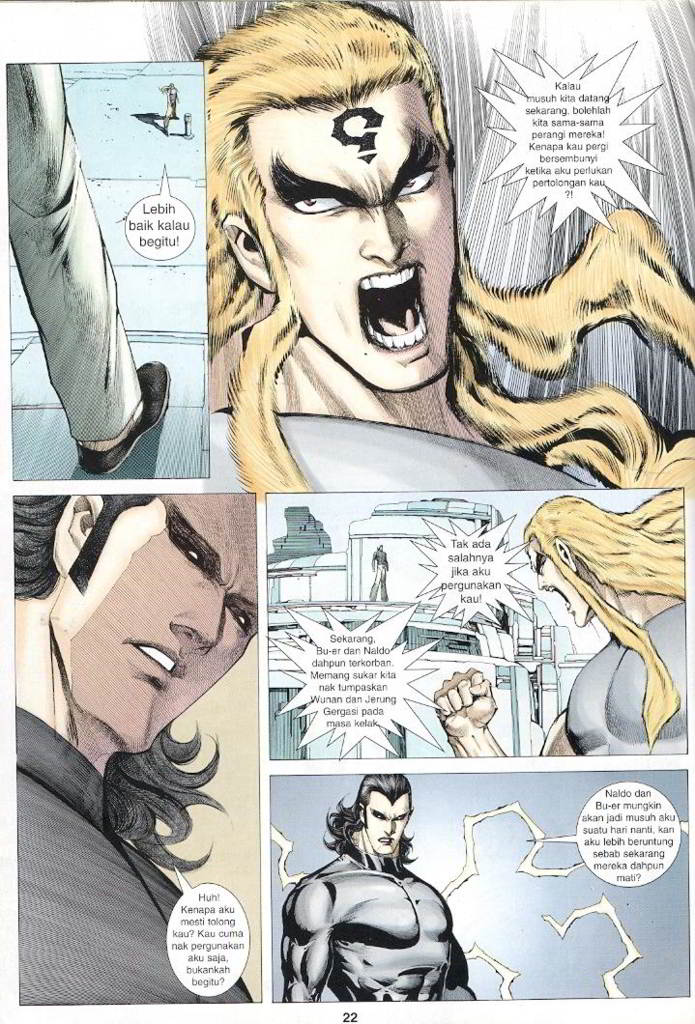 Lebih
baik kalau
begitu!
Kalau
musuh kita datang
sekarang, bolehlah
kita sama-sama
perangi mereka!
Kenapa kau pergi
bersembunyi
ketika aku perlukan
pertolongan kau
?!
Huh!
Kenapa aku
mesti tolong
kau? Kau cuma
nak pergunakan
aku saja,
bukankah
begitu?
Tak ada
salahnya
jika aku
pergunakan
kau!
Sekarang,
Bu-er dan Naldo
dahpun terkorban.
Memang sukar kita
nak tumpaskan
Wunan dan Jerung
Gergasi pada
masa kelak.
Naldo dan
Bu-er mungkin
akan jadi musuh aku
suatu hari nanti, kan
aku lebih beruntung
sebab sekarang
mereka dahpun
mati?
22